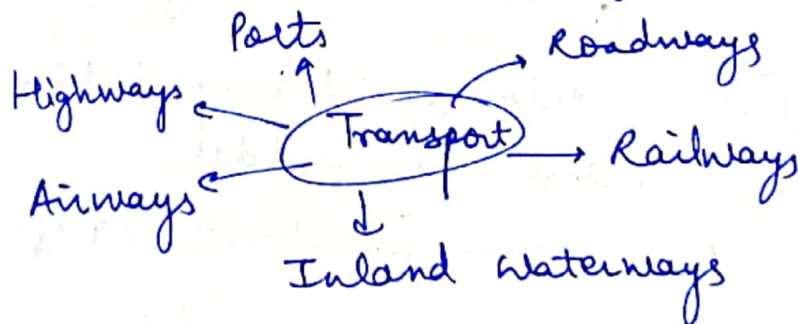 Ports
Roadways
Highways
Transport
Railways
Airways
Inland Waterways